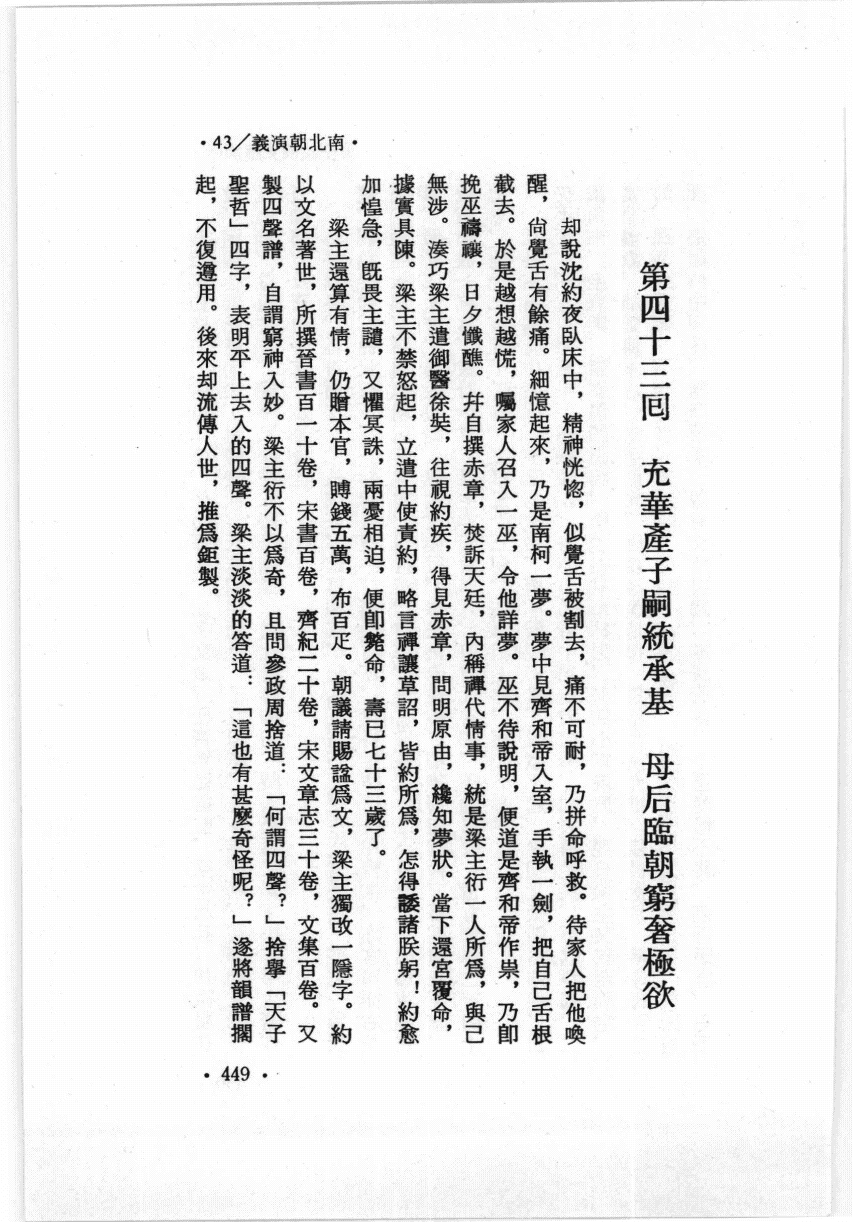 ·43／義演朝北南·
第四十三回　充華產子嗣統承基　母后臨朝窮奢極欲
却說沈約夜臥床中，精神恍惚，似覺舌被割去，痛不可耐，乃拼命呼救。待家人把他喚
醒，尙覺舌有餘痛。細憶起來，乃是南柯一夢。夢中見齊和帝入室，手執一劍，把自己舌根
截去。於是越想越慌，囑家人召入一巫，令他詳夢。巫不待說明，便道是齊和帝作祟，乃卽
挽巫禱禳，日夕懺醮。幷自撰赤章，焚訴天廷，內稱禪代情事，統是梁主衍一人所爲，與己
無涉。湊巧梁主遣御醫徐奘，往視約疾，得見赤章，問明原由，纔知夢狀。當下還宮覆命，
據實具陳。梁主不禁怒起，立遣中使責約，略言禪讓草詔，皆約所爲，怎得諉諸朕躬！約愈
加惶急，旣畏主譴，又懼冥誅，兩憂相迫，便卽斃命，壽已七十三歲了。
梁主還算有情，仍贈本官，賻錢五萬，布百疋。朝議請賜諡爲文，梁主獨改一隱字。約
以文名著世，所撰晉書百一十卷，宋書百卷，齊紀二十卷，宋文章志三十卷，文集百卷。又
製四聲譜，自謂窮神入妙。梁主衍不以爲奇，且問參政周捨道：「何謂四聲？」捨舉「天子
聖哲」四字，表明平上去入的四聲。梁主淡淡的答道：「這也有甚麼奇怪呢？」遂將韻譜擱
起，不復遵用。後來却流傳人世，推爲鉅製。
·449·